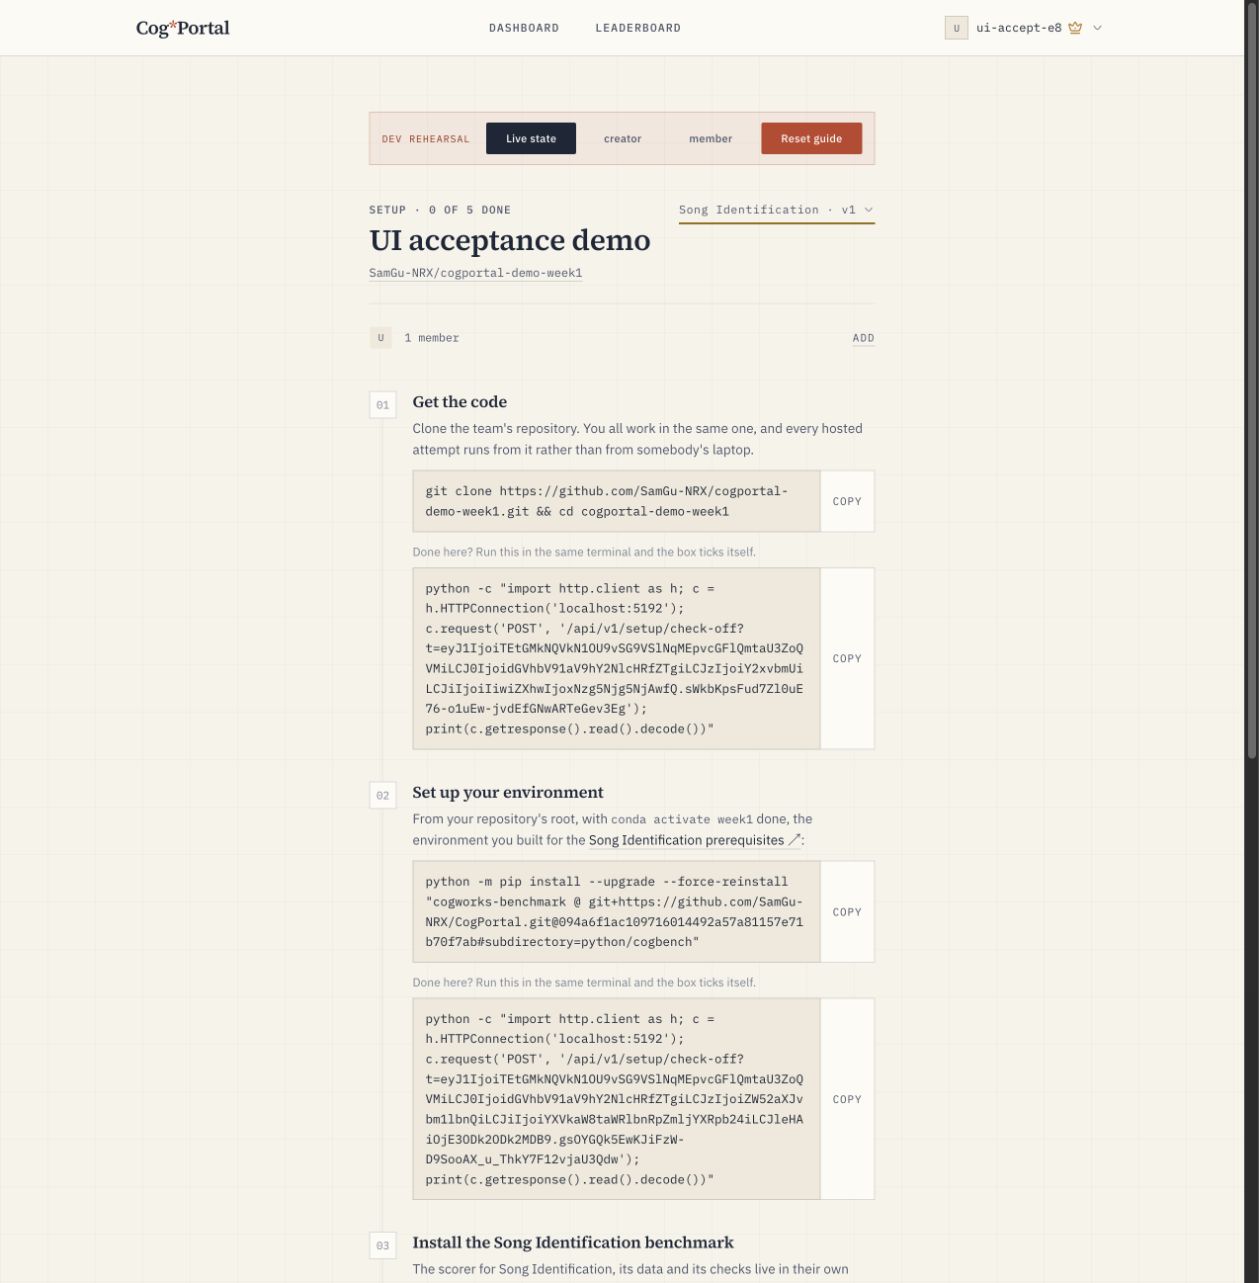 Cog*Portal
DASHBOARD
LEADERBOARD
U
ui-accept-e8
DEV REHEARSAL
Live state
creator
member
Reset guide
SETUP · 0 OF 5 DONE
Song Identification · v1
UI acceptance demo
SamGu-NRX/cogportal-demo-week1
U
1 member
ADD
01
Get the code
Clone the team's repository. You all work in the same one, and every hosted
attempt runs from it rather than from somebody's laptop.
git clone https://github.com/SamGu-NRX/cogportal-
demo-week1.git && cd cogportal-demo-week1
COPY
Done here? Run this in the same terminal and the box ticks itself.
python -c "import http.client as h; c =
h.HTTPConnection('localhost:5192');
c.request('POST', '/api/v1/setup/check-off?
t=eyJ1IjoiTEtGMkNQVkN1OU9vSG9VSlNqMEpvcGFlQmtaU3ZoQ
VMiLCJ0IjoidGVhbV91aV9hY2NlcHRfZTgiLCJzIjoiY2xvbmUi
LCJiIjoiIiwiZXhwIjoxNzg5Njg5NjAwfQ.sWkbKpsFud7Zl0uE
76-o1uEw-jvdEfGNwARTeGev3Eg');
print(c.getresponse().read().decode())"
COPY
02
Set up your environment
From your repository's root, with conda activate week1 done, the
environment you built for the Song Identification prerequisites ↗:
python -m pip install --upgrade --force-reinstall
"cogworks-benchmark @ git+https://github.com/SamGu-
NRX/CogPortal.git@094a6f1ac109716014492a57a81157e71
b70f7ab#subdirectory=python/cogbench"
COPY
Done here? Run this in the same terminal and the box ticks itself.
python -c "import http.client as h; c =
h.HTTPConnection('localhost:5192');
c.request('POST', '/api/v1/setup/check-off?
t=eyJ1IjoiTEtGMkNQVkN1OU9vSG9VSlNqMEpvcGFlQmtaU3ZoQ
VMiLCJ0IjoidGVhbV91aV9hY2NlcHRfZTgiLCJzIjoiZW52aXJv
bm1lbnQiLCJiIjoiYXVkaW8taWRlbnRpZmljYXRpb24iLCJleHA
iOjE3ODk2ODk2MDB9.gsOYGQk5EwKJiFzW-
D9SooAX_u_ThkY7F12vjaU3Qdw');
print(c.getresponse().read().decode())"
COPY
03
Install the Song Identification benchmark
The scorer for Song Identification, its data and its checks live in their own